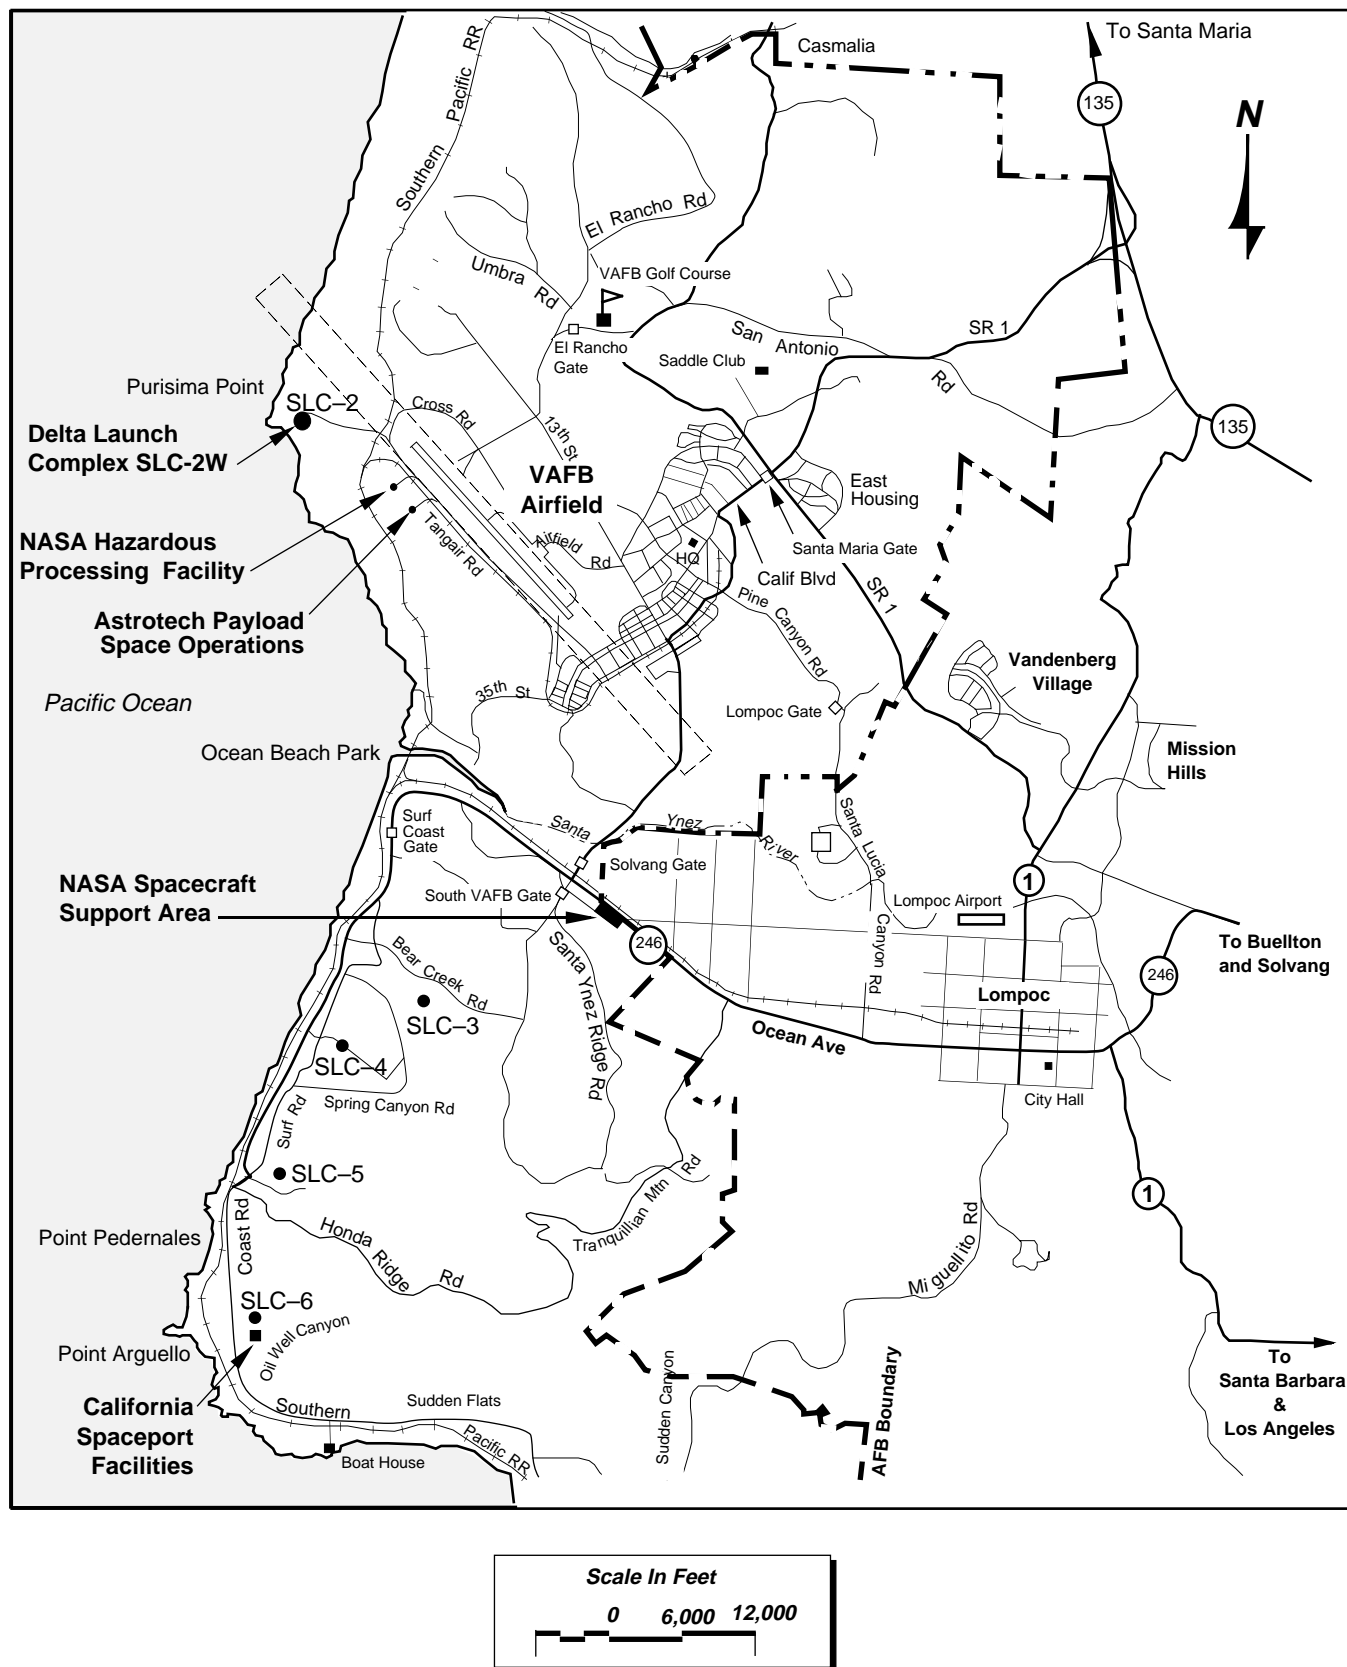 To Santa Maria
Casmalia
135
N
Southern Pacific RR
El Rancho Rd
Umbra Rd
VAFB Golf Course
El Rancho
Gate
San Antonio Rd
SR 1
Saddle Club
Purisima Point
SLC–2
Cross Rd
13th St
Delta Launch
Complex SLC-2W
135
VAFB
Airfield
East
Housing
NASA Hazardous
Processing Facility
Tangair Rd
Airfield Rd
HQ
Santa Maria Gate
Calif Blvd
SR 1
Pine Canyon Rd
Astrotech Payload
Space Operations
Vandenberg
Village
Pacific Ocean
35th St
Lompoc Gate
Ocean Beach Park
Mission
Hills
Surf
Coast
Gate
Santa Ynez River
Santa Lucia Canyon Rd
Solvang Gate
NASA Spacecraft
Support Area
South VAFB Gate
1
Lompoc Airport
246
To Buellton
and Solvang
246
Bear Creek Rd
Santa Ynez Ridge Rd
Lompoc
SLC–3
Ocean Ave
SLC–4
Spring Canyon Rd
City Hall
Surf Rd
SLC–5
Tranquillian Mtn Rd
1
Point Pedernales
Coast Rd
Honda Ridge Rd
Mi guell ito Rd
SLC–6
Oil Well Canyon
Point Arguello
To
Santa Barbara
&
Los Angeles
California
Spaceport
Facilities
Southern Pacific RR
Sudden Flats
Sudden Canyon
AFB Boundary
Boat House
Scale In Feet
0 6,000 12,000